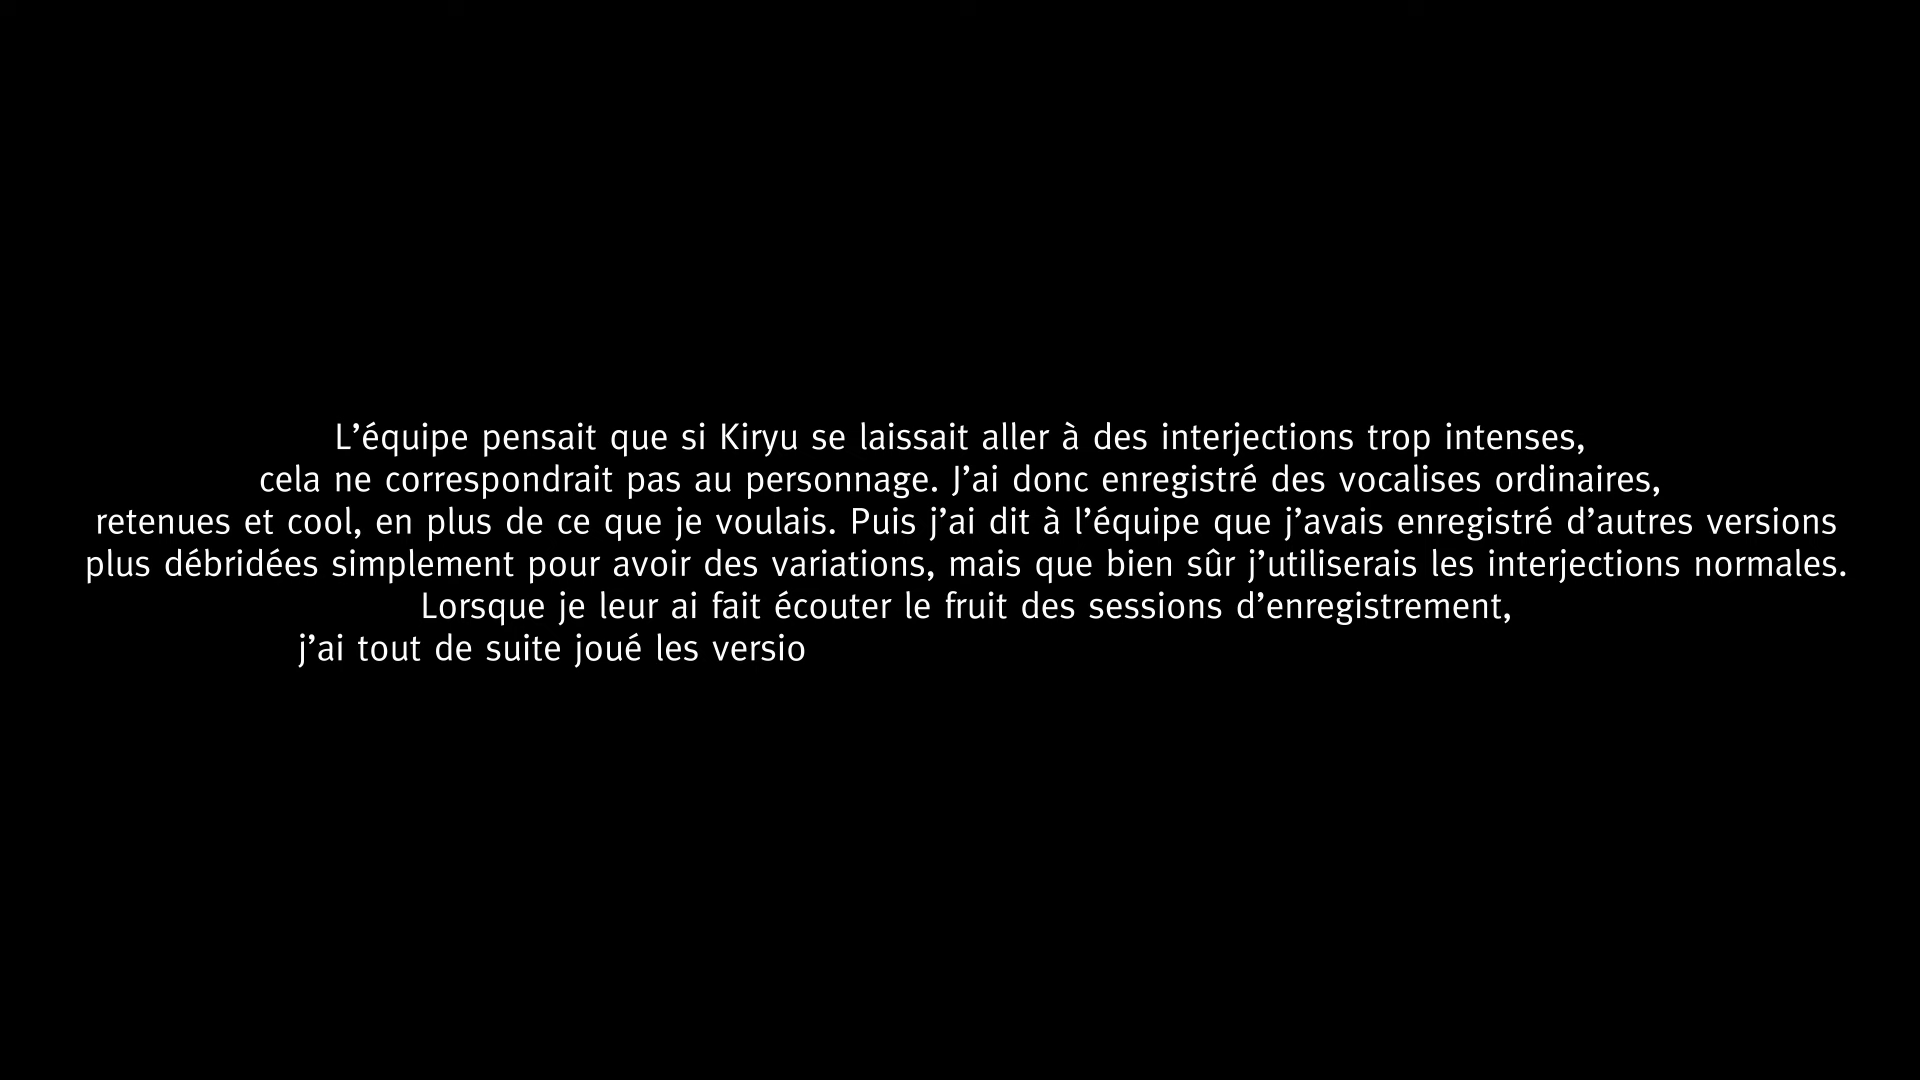 L’équipe pensait que si Kiryu se laissait aller à des interjections trop intenses,
cela ne correspondrait pas au personnage. J’ai donc enregistré des vocalises ordinaires,
retenues et cool, en plus de ce que je voulais. Puis j’ai dit à l’équipe que j’avais enregistré d’autres versions
plus débridées simplement pour avoir des variations, mais que bien sûr j’utiliserais les interjections normales.
Lorsque je leur ai fait écouter le fruit des sessions d’enregistrement,
j’ai tout de suite joué les versio